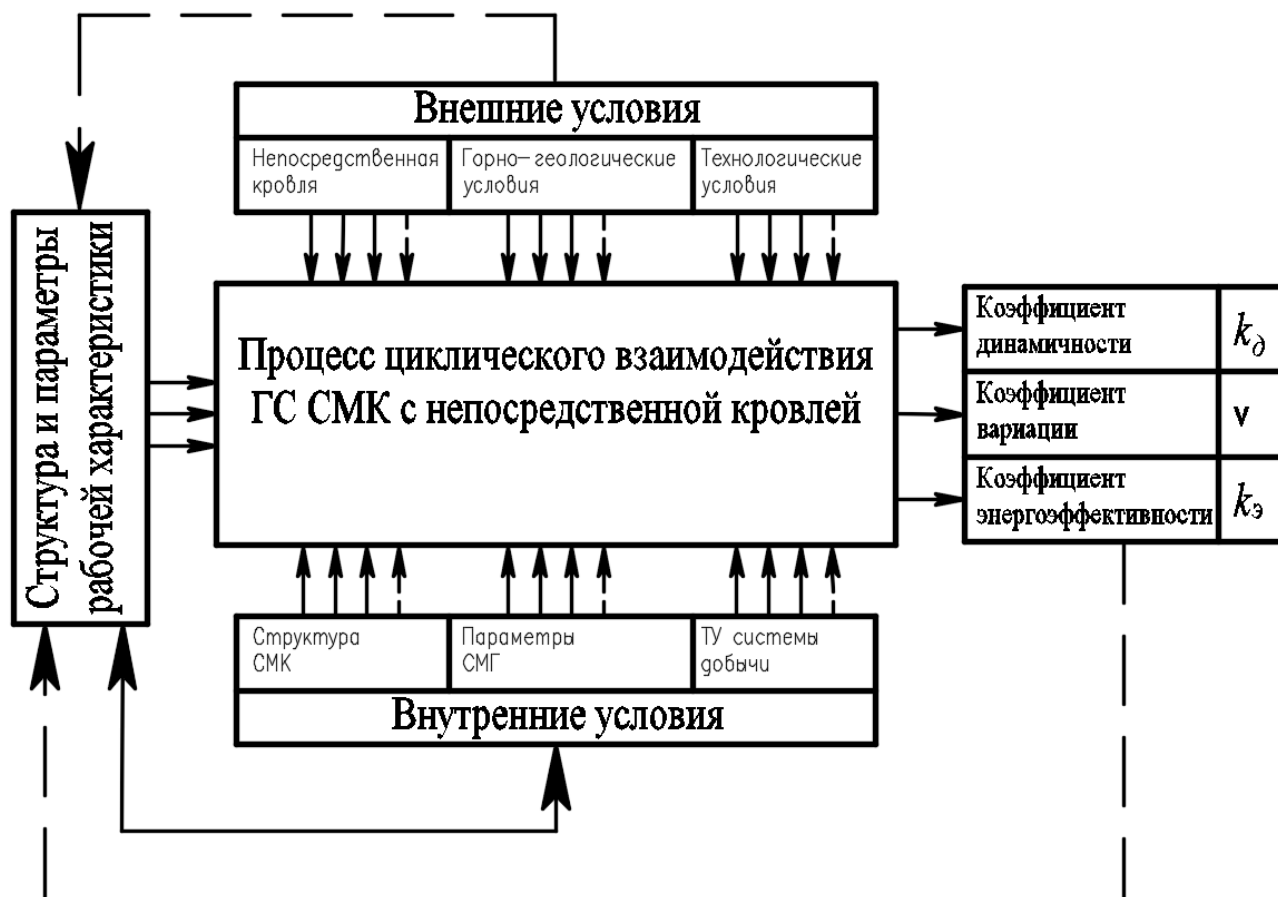 Внешние условия
Непосредственная
кровля
Горно-геологические
условия
Технологические
условия
Структура и параметры
рабочей характеристики
Процесс циклического взаимодействия
ГС СМК с непосредственной кровлей
Коэффициент
динамичности
k∂
Коэффициент
вариации
v
Коэффициент
энергоэффективности
kэ
Структура
СМК
Параметры
СМГ
ТУ системы
добычи
Внутренние условия